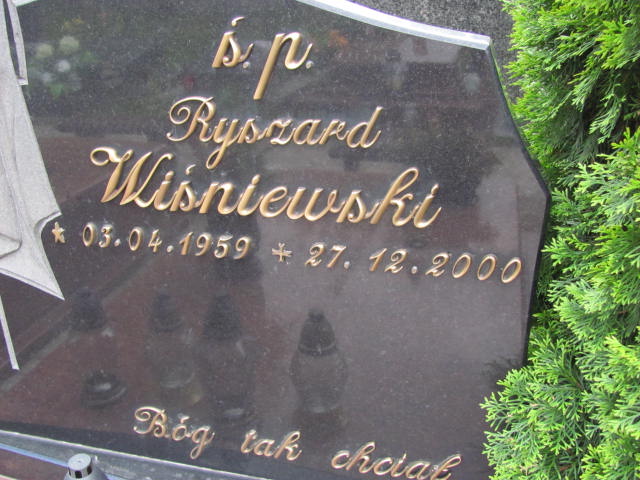 ś. p.
Ryszard
Wiśniewski
* 03.04.1959 + 27.12.2000
Bóg tak chciał